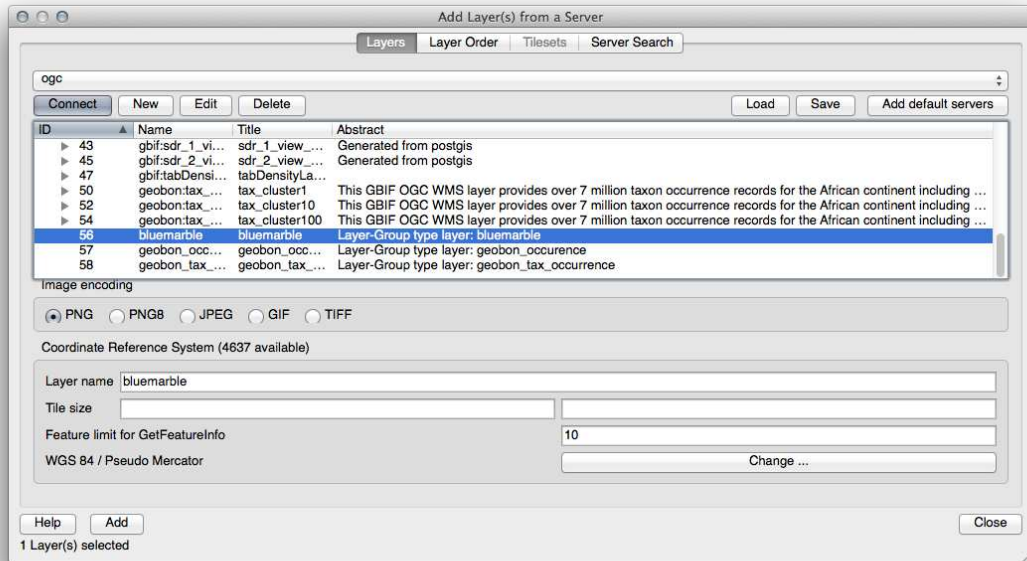 Add Layer(s) from a Server
Layers Layer Order Tilesets Server Search
ogc
Connect New Edit Delete Load Save Add default servers
ID Name Title Abstract
43 gbif:sdr_1_vi... sdr_1_view_... Generated from postgis
45 gbif:sdr_2_vi... sdr_2_view_... Generated from postgis
47 gbif:tabDensi... tabDensityLa...
50 geobon:tax_... tax_cluster1 This GBIF OGC WMS layer provides over 7 million taxon occurrence records for the African continent including ...
52 geobon:tax_... tax_cluster10 This GBIF OGC WMS layer provides over 7 million taxon occurrence records for the African continent including ...
54 geobon:tax_... tax_cluster100 This GBIF OGC WMS layer provides over 7 million taxon occurrence records for the African continent including ...
56 bluemarble bluemarble Layer-Group type layer: bluemarble
57 geobon_occ... geobon_occ... Layer-Group type layer: geobon_occurence
58 geobon_tax_... geobon_tax_... Layer-Group type layer: geobon_tax_occurrence
Image encoding
PNG PNG8 JPEG GIF TIFF
Coordinate Reference System (4637 available)
Layer name bluemarble
Tile size
Feature limit for GetFeatureInfo 10
WGS 84 / Pseudo Mercator Change ...
Help Add Close
1 Layer(s) selected